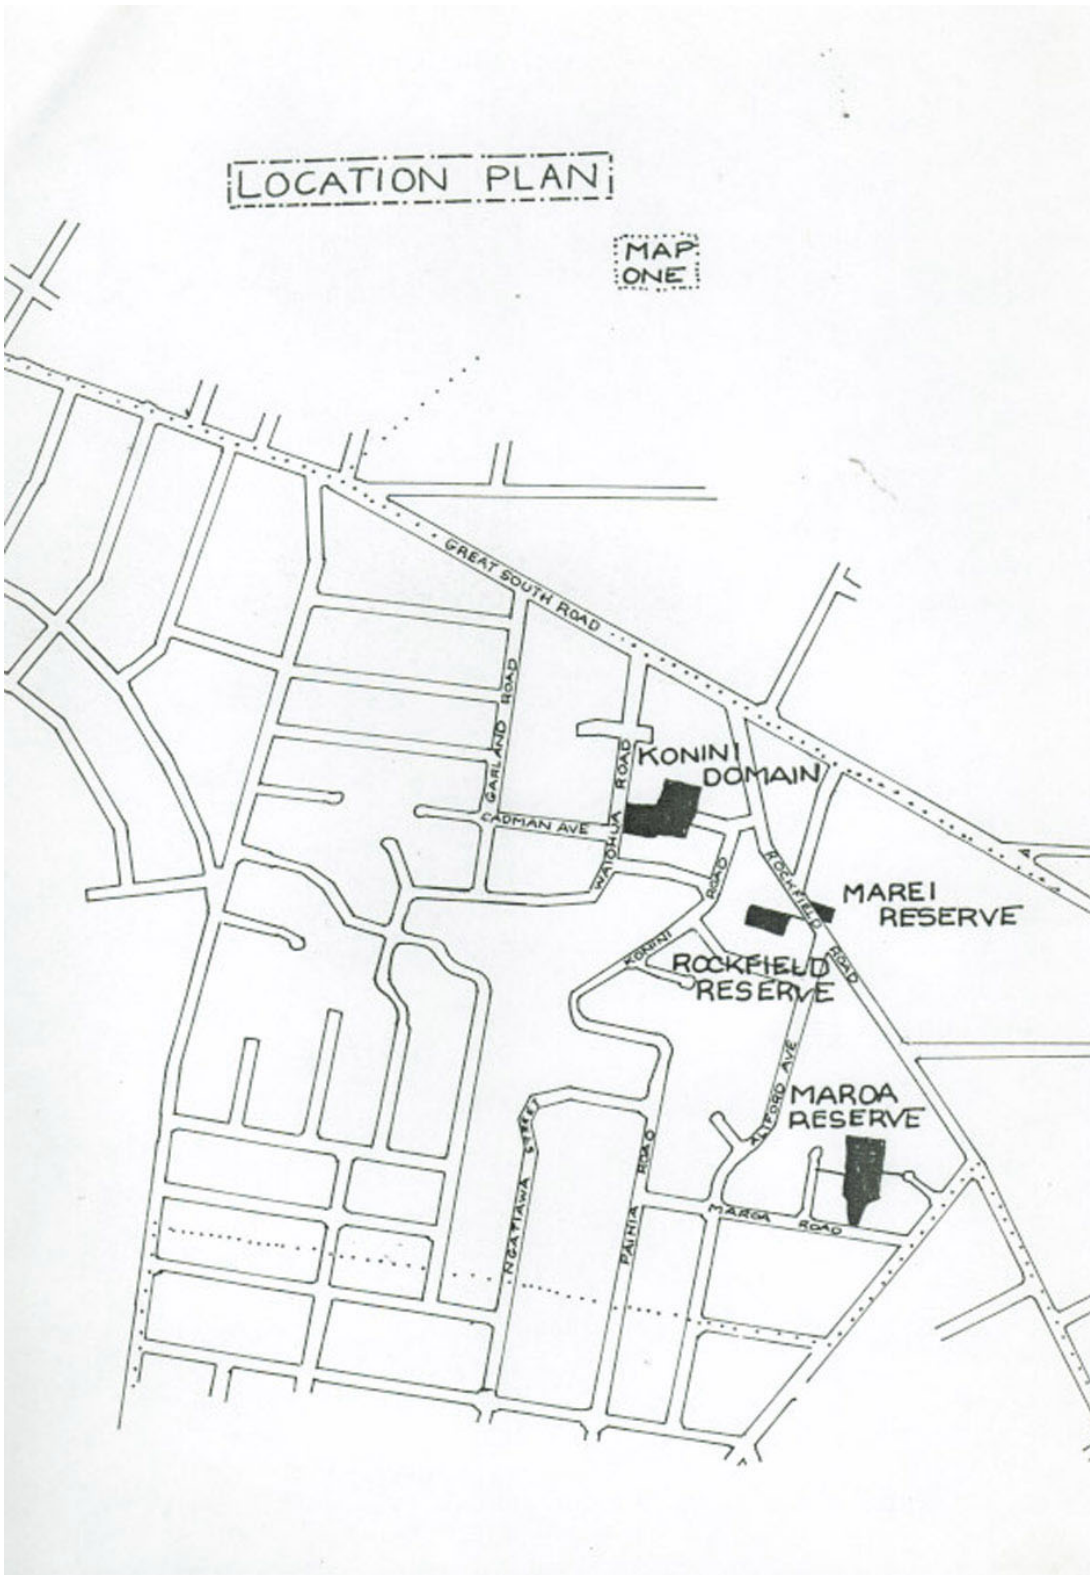 LOCATION PLAN
MAP
ONE
GREAT SOUTH ROAD
GARLAND ROAD
WAIOHUA ROAD
KONINI
DOMAIN
CADMAN AVE
ROCKFIELD ROAD
MAREI
RESERVE
KONINI ROAD
ROCKFIELD
RESERVE
ALIFORD AVE
MAROA
RESERVE
NGATIAWA STREET
PAIHIA ROAD
MAROA ROAD